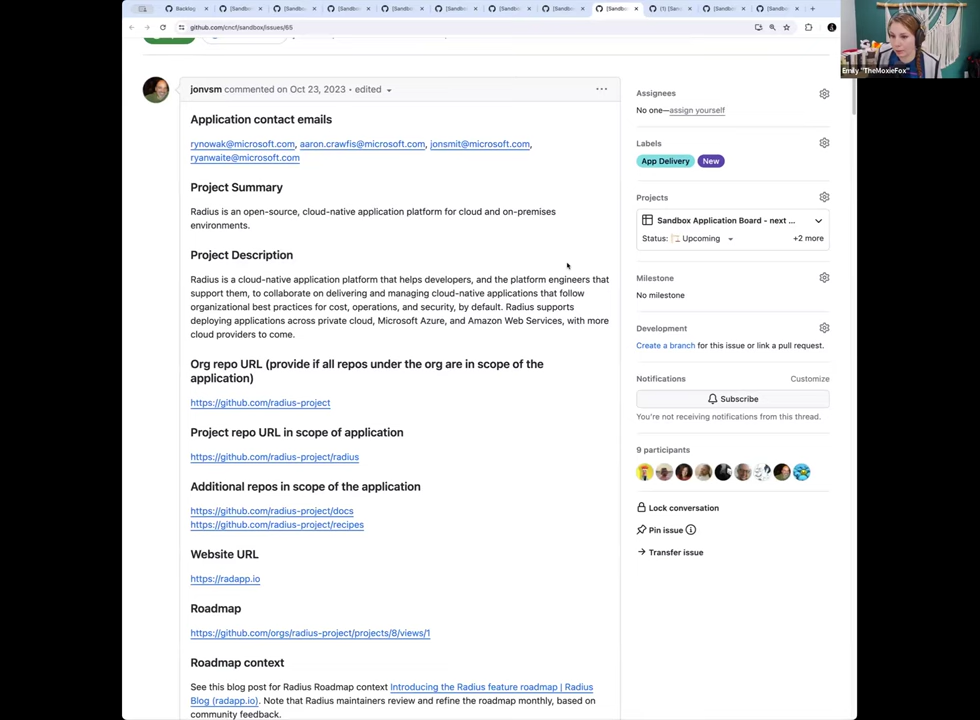 Backlog
[Sandbo
[Sandbo
[Sandbo
[Sandbo
[Sandbo
[Sandbo
[Sandbo
[Sandbo
(1) [San
[Sandbo
[Sandbo
github.com/cncf/sandbox/issues/65
Emily "TheMoxieFox"
jonvsm commented on Oct 23, 2023 • edited
Application contact emails
rynowak@microsoft.com, aaron.crawfis@microsoft.com, jonsmit@microsoft.com,
ryanwaite@microsoft.com
Project Summary
Radius is an open-source, cloud-native application platform for cloud and on-premises
environments.
Project Description
Radius is a cloud-native application platform that helps developers, and the platform engineers that
support them, to collaborate on delivering and managing cloud-native applications that follow
organizational best practices for cost, operations, and security, by default. Radius supports
deploying applications across private cloud, Microsoft Azure, and Amazon Web Services, with more
cloud providers to come.
Org repo URL (provide if all repos under the org are in scope of the
application)
https://github.com/radius-project
Project repo URL in scope of application
https://github.com/radius-project/radius
Additional repos in scope of the application
https://github.com/radius-project/docs
https://github.com/radius-project/recipes
Website URL
https://radapp.io
Roadmap
https://github.com/orgs/radius-project/projects/8/views/1
Roadmap context
See this blog post for Radius Roadmap context Introducing the Radius feature roadmap | Radius
Blog (radapp.io). Note that Radius maintainers review and refine the roadmap monthly, based on
community feedback.
Assignees
No one—assign yourself
Labels
App Delivery
New
Projects
Sandbox Application Board - next ...
Status: Upcoming
+2 more
Milestone
No milestone
Development
Create a branch for this issue or link a pull request.
Notifications
Customize
Subscribe
You're not receiving notifications from this thread.
9 participants
Lock conversation
Pin issue
Transfer issue